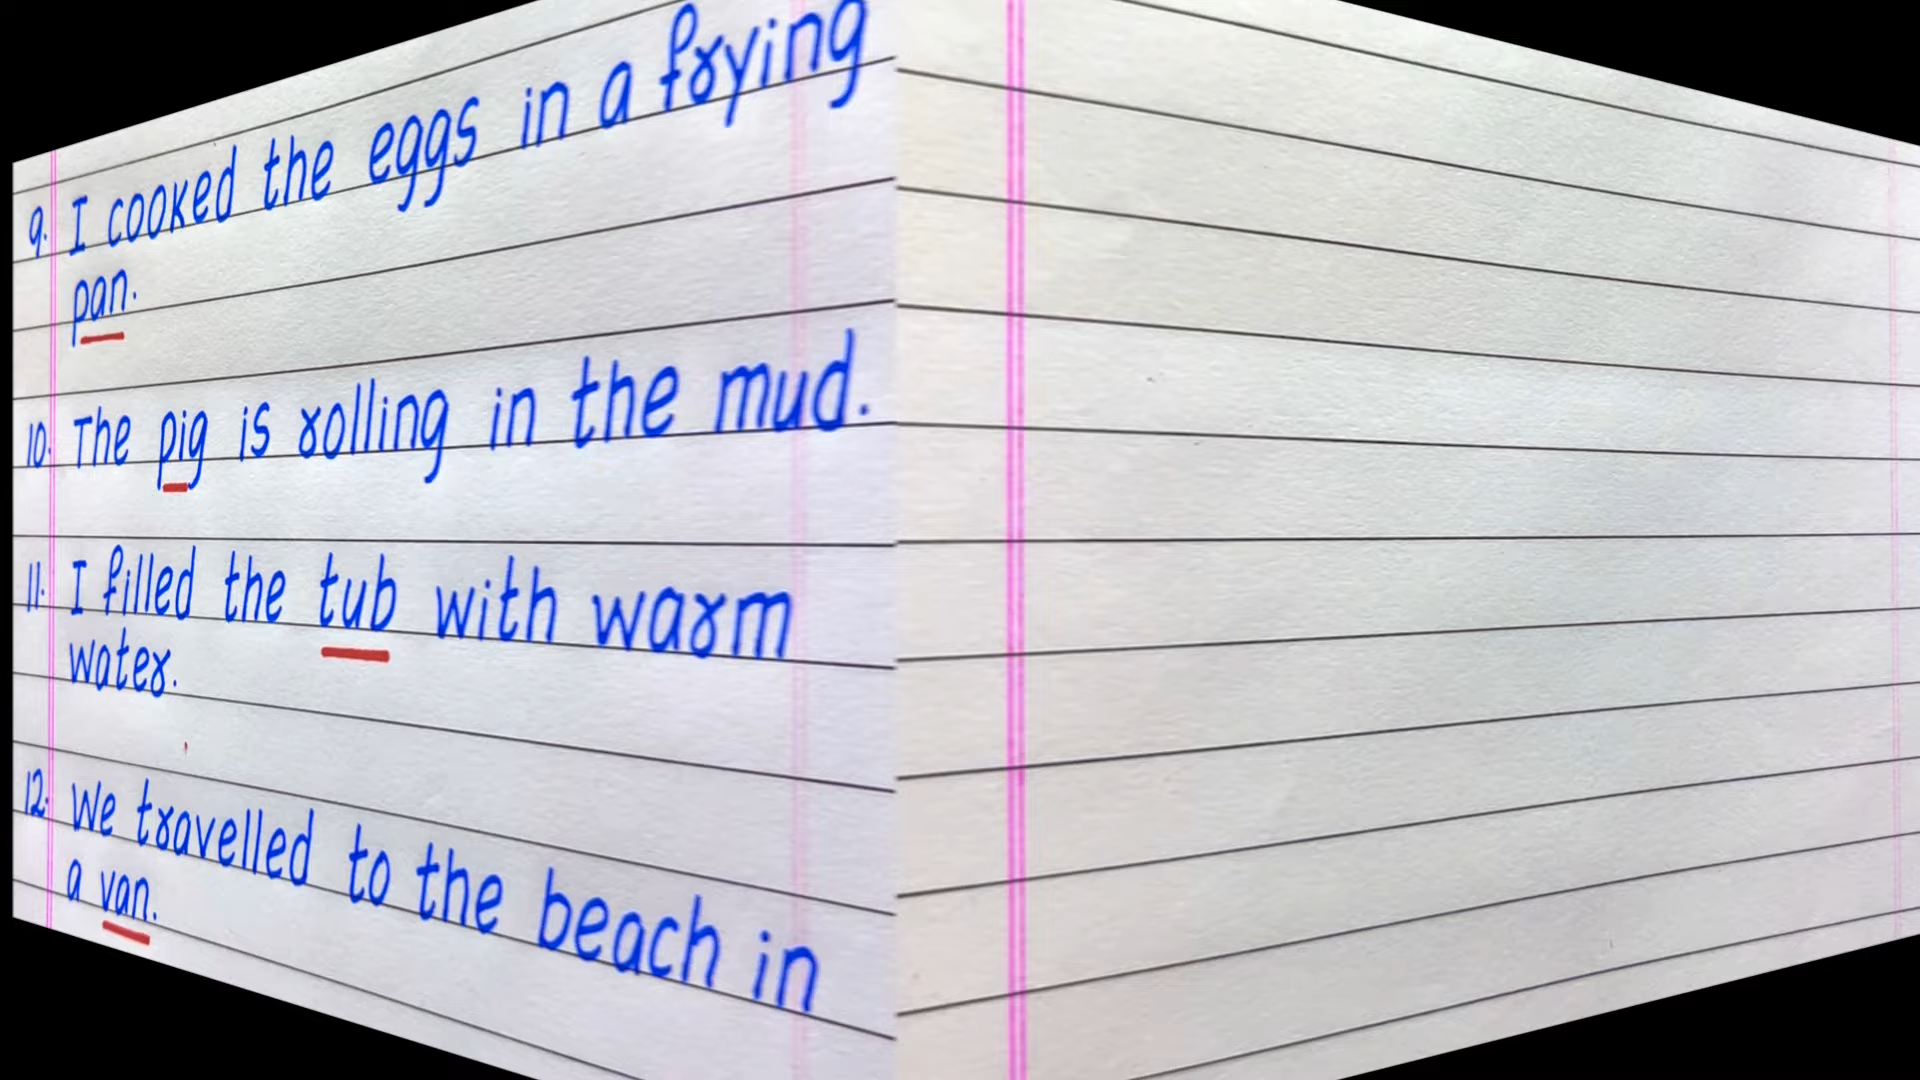 9. I cooked the eggs in a frying
pan.
10. The pig is rolling in the mud.
11. I filled the tub with warm
water.
12. We travelled to the beach in
a van.